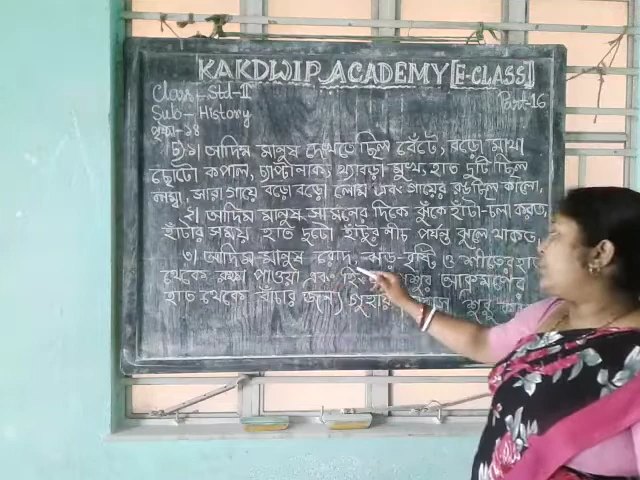 KAKDWIP ACADEMY [E-CLASS]
Class - Std-II
Part-16
Sub - History
পৃষ্ঠা-১৪
১। আদিম মানুষ দেখতে ছিল বেঁটে, বড়ো মাথা
ছোটো কপাল, চ্যাপ্টা নাক, থ্যাবড়া মুখ, হাত দুটি ছিল
লম্বা, সারা গায়ে বড়ো বড়ো লোম এবং গায়ের রঙ ছিল কালো,
২। আদিম মানুষ সামনের দিকে ঝুঁকে হাঁটা-চলা করত,
হাঁটার সময় হাত দুটো হাঁটুর নীচ পর্যন্ত ঝুলে থাকত,
৩। আদিম-মানুষ রোদ, ঝড়-বৃষ্টি ও শীতের হাত
থেকে রক্ষা পাওয়া এবং আক্রমণের
হাত থেকে বাঁচার জন্য গুহায় শুরু